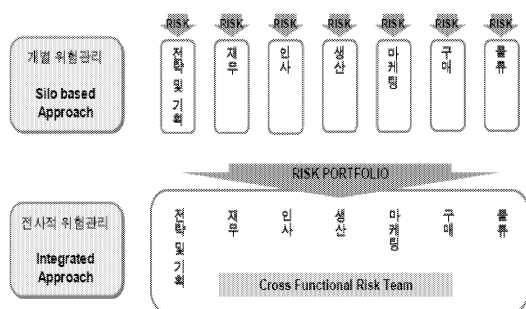 RISK RISK RISK RISK RISK RISK RISK
개별 위험관리
Silo based
Approach
전략 및 기획
재무
인사
생산
마케팅
구매
물류
RISK PORTFOLIO
전사적 위험관리
Integrated
Approach
전략 및 기획
재무
인사
생산
마케팅
구매
물류
Cross Functional Risk Team